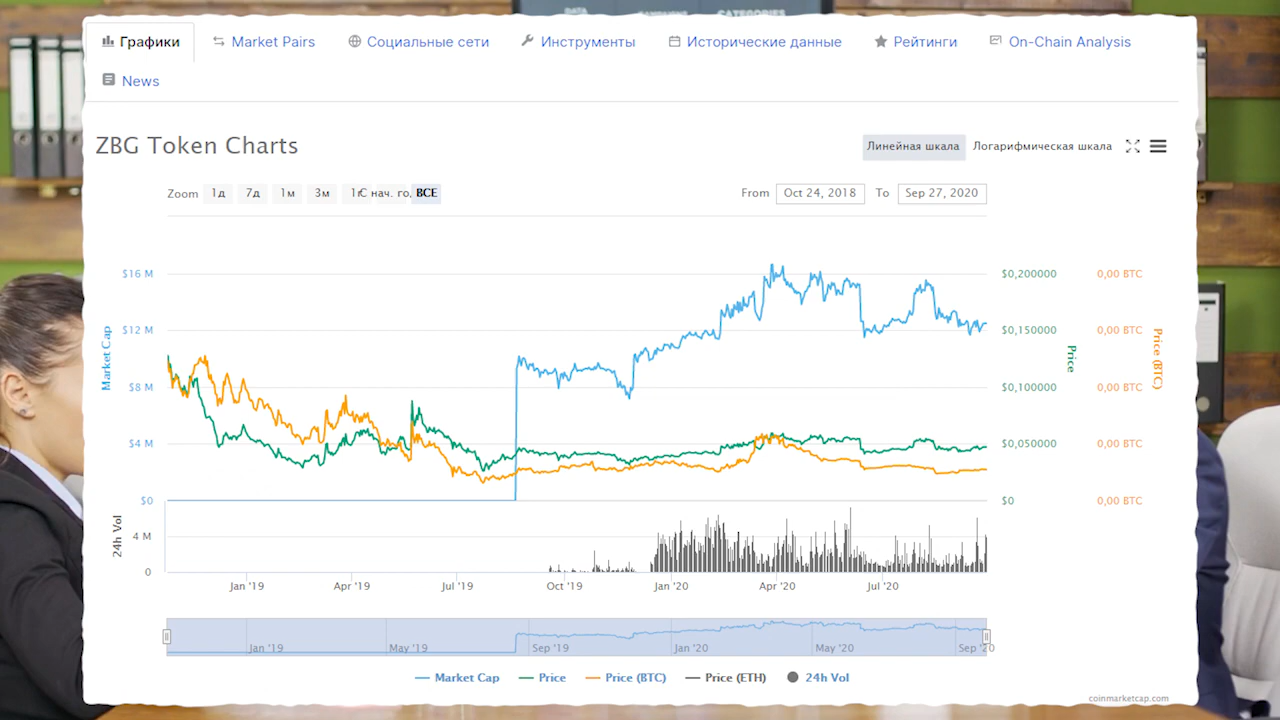 CATEGORIES
Графики
Market Pairs
Социальные сети
Инструменты
Исторические данные
Рейтинги
On-Chain Analysis
News
ZBG Token Charts
Линейная шкала
Логарифмическая шкала
Zoom 1д 7д 1м 3м 1г С нач. го. ВСЕ
From Oct 24, 2018 To Sep 27, 2020
$16 M $0,200000 0,00 BTC
$12 M $0,150000 0,00 BTC
Market Cap
Price
Price (BTC)
$8 M $0,100000 0,00 BTC
$4 M $0,050000 0,00 BTC
$0 $0 0,00 BTC
24h Vol
4 M
0
Jan '19 Apr '19 Jul '19 Oct '19 Jan '20 Apr '20 Jul '20
Jan '19 May '19 Sep '19 Jan '20 May '20 Sep '20
Market Cap Price Price (BTC) Price (ETH) 24h Vol
coinmarketcap.com